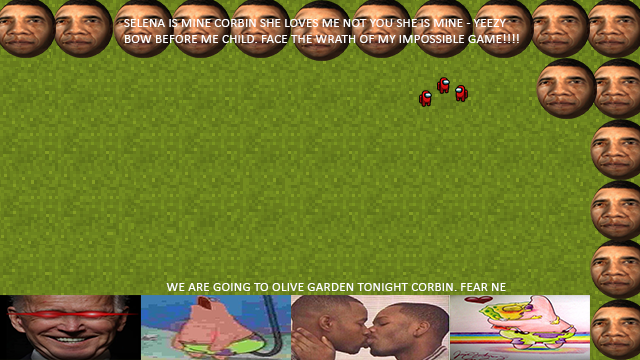 SELENA IS MINE CORBIN SHE LOVES ME NOT YOU SHE IS MINE - YEEZY
BOW BEFORE ME CHILD. FACE THE WRATH OF MY IMPOSSIBLE GAME!!!!
WE ARE GOING TO OLIVE GARDEN TONIGHT CORBIN. FEAR NE